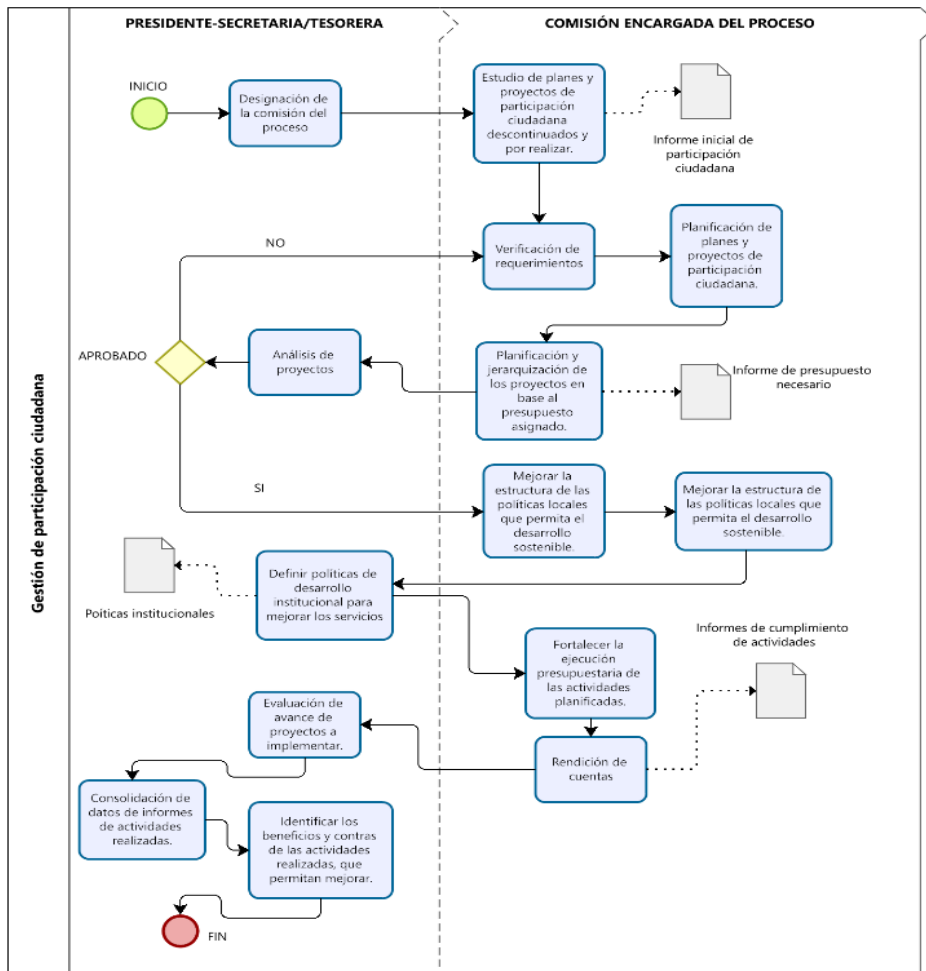 PRESIDENTE-SECRETARIA/TESORERA
COMISIÓN ENCARGADA DEL PROCESO
Gestión de participación ciudadana
INICIO
Designación de
la comisión del
proceso
Estudio de planes y
proyectos de
participación
ciudadana
descontinuados y
por realizar.
Informe inicial de
participación
ciudadana
NO
Verificación de
requerimientos
Planificación de
planes y
proyectos de
participación
ciudadana.
APROBADO
Análisis de
proyectos
Planificación y
jerarquización de
los proyectos en
base al
presupuesto
asignado.
Informe de presupuesto
necesario
SI
Mejorar la
estructura de las
políticas locales
que permita el
desarrollo
sostenible.
Mejorar la estructura de
las políticas locales que
permita el desarrollo
sostenible.
Definir políticas de
desarrollo
institucional para
mejorar los servicios
Poiticas institucionales
Fortalecer la
ejecución
presupuestaria de
las actividades
planificadas.
Informes de cumplimiento
de actividades
Evaluación de
avance de
proyectos a
implementar.
Rendición de
cuentas
Consolidación de
datos de informes
de actividades
realizadas.
Identificar los
beneficios y contras
de las actividades
realizadas, que
permitan mejorar.
FIN